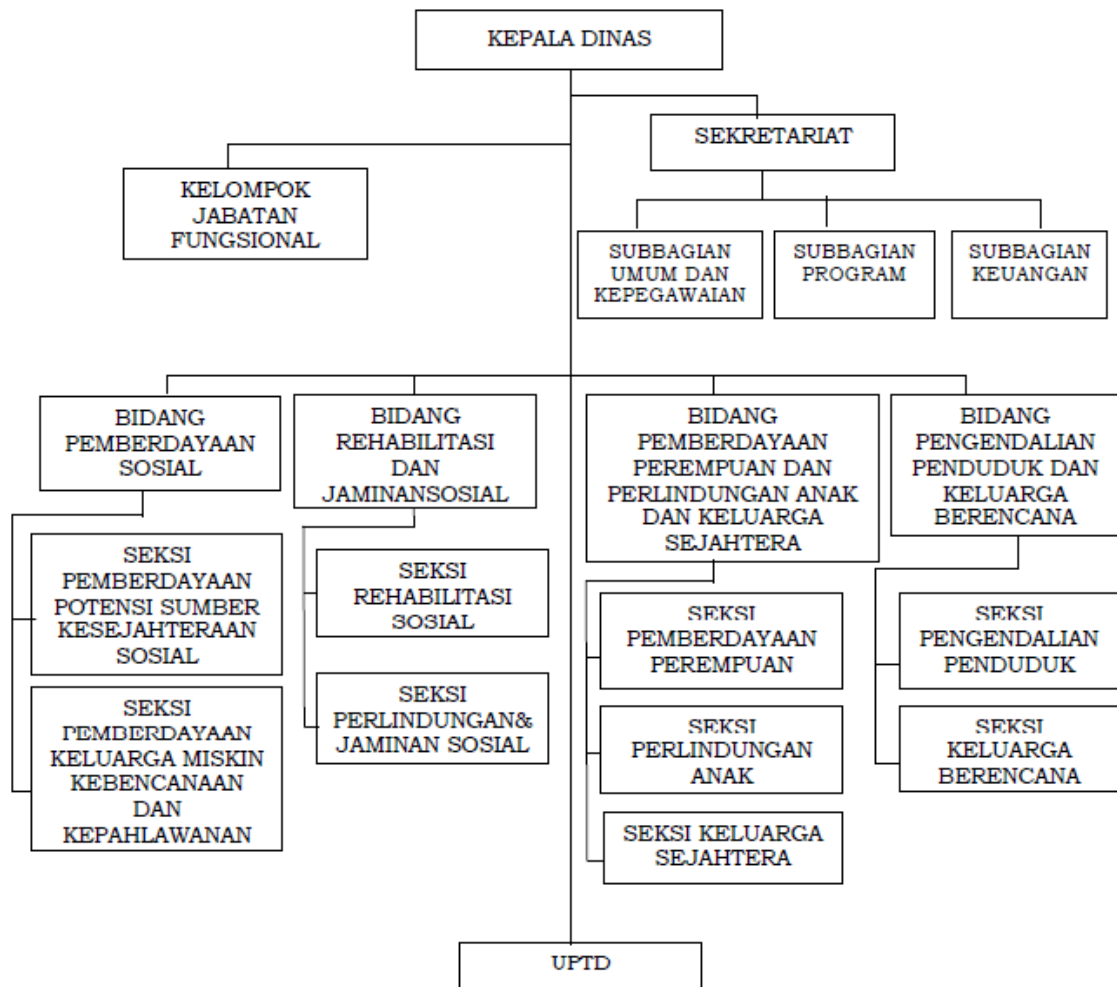 KEPALA DINAS
SEKRETARIAT
KELOMPOK
JABATAN
FUNGSIONAL
SUBBAGIAN
UMUM DAN
KEPEGAWAIAN
SUBBAGIAN
PROGRAM
SUBBAGIAN
KEUANGAN
BIDANG
PEMBERDAYAAN
SOSIAL
BIDANG
REHABILITASI
DAN
JAMINANSOSIAL
BIDANG
PEMBERDAYAAN
PEREMPUAN DAN
PERLINDUNGAN ANAK
DAN KELUARGA
SEJAHTERA
BIDANG
PENGENDALIAN
PENDUDUK DAN
KELUARGA
BERENCANA
SEKSI
PEMBERDAYAAN
POTENSI SUMBER
KESEJAHTERAAN
SOSIAL
SEKSI
PEMBERDAYAAN
KELUARGA MISKIN
KEBENCANAAN
DAN
KEPAHLAWANAN
SEKSI
REHABILITASI
SOSIAL
SEKSI
PERLINDUNGAN&
JAMINAN SOSIAL
SEKSI
PEMBERDAYAAN
PEREMPUAN
SEKSI
PERLINDUNGAN
ANAK
SEKSI KELUARGA
SEJAHTERA
SEKSI
PENGENDALIAN
PENDUDUK
SEKSI
KELUARGA
BERENCANA
UPTD